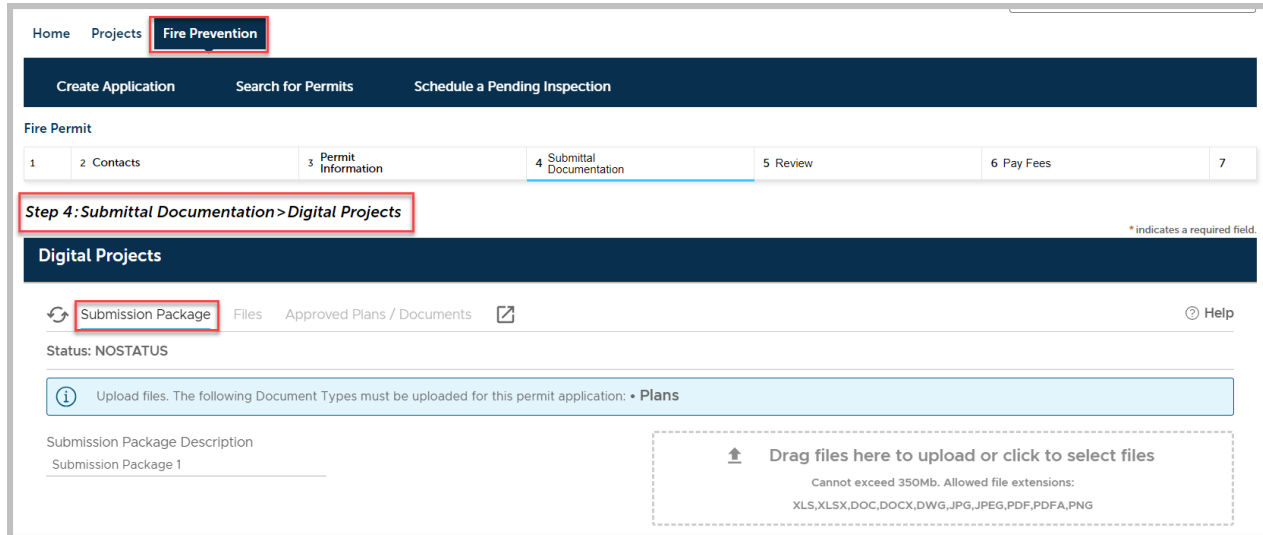 Home Projects Fire Prevention
Create Application Search for Permits Schedule a Pending Inspection
Fire Permit
1 2 Contacts 3 Permit Information 4 Submittal Documentation 5 Review 6 Pay Fees 7
Step 4:Submittal Documentation>Digital Projects
* indicates a required field.
Digital Projects
Submission Package Files Approved Plans / Documents Help
Status: NOSTATUS
Upload files. The following Document Types must be uploaded for this permit application: • Plans
Submission Package Description
Submission Package 1
Drag files here to upload or click to select files
Cannot exceed 350Mb. Allowed file extensions:
XLS,XLSX,DOC,DOCX,DWG,JPG,JPEG,PDF,PDFA,PNG